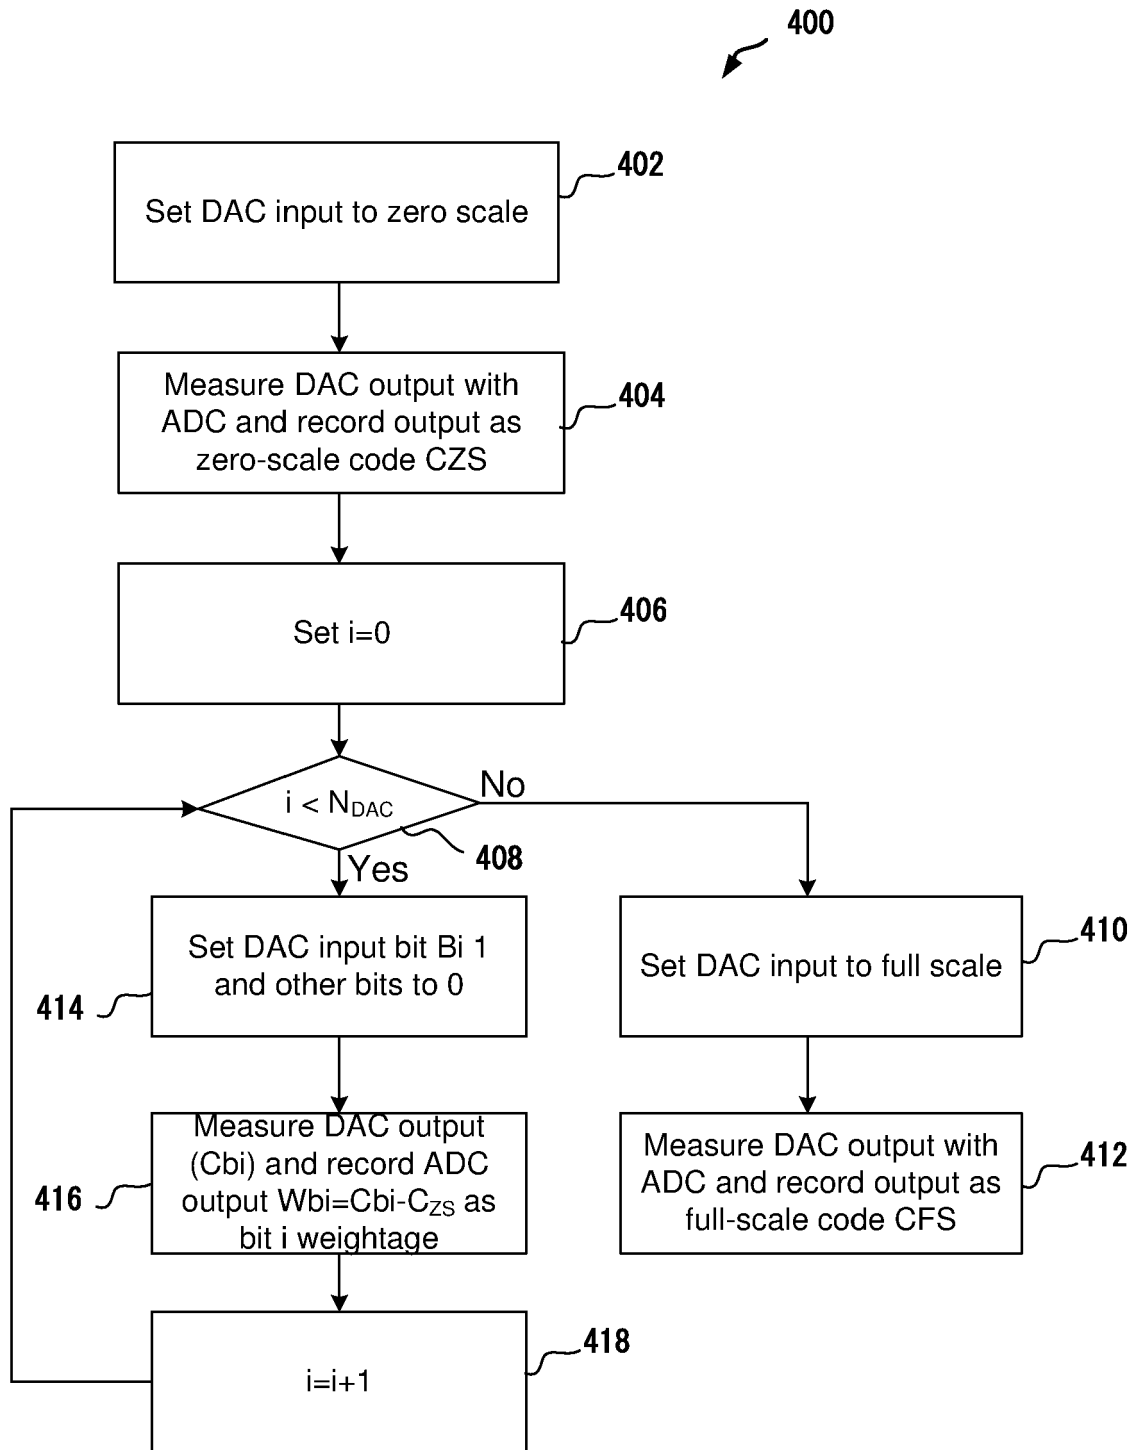 400
Set DAC input to zero scale
402
Measure DAC output with
ADC and record output as
zero-scale code CZS
404
Set i=0
406
i < NDAC
408
No
Yes
Set DAC input bit Bi 1
and other bits to 0
414
Set DAC input to full scale
410
Measure DAC output
(Cbi) and record ADC
output Wbi=Cbi-CZS as
bit i weightage
416
Measure DAC output with
ADC and record output as
full-scale code CFS
412
i=i+1
418